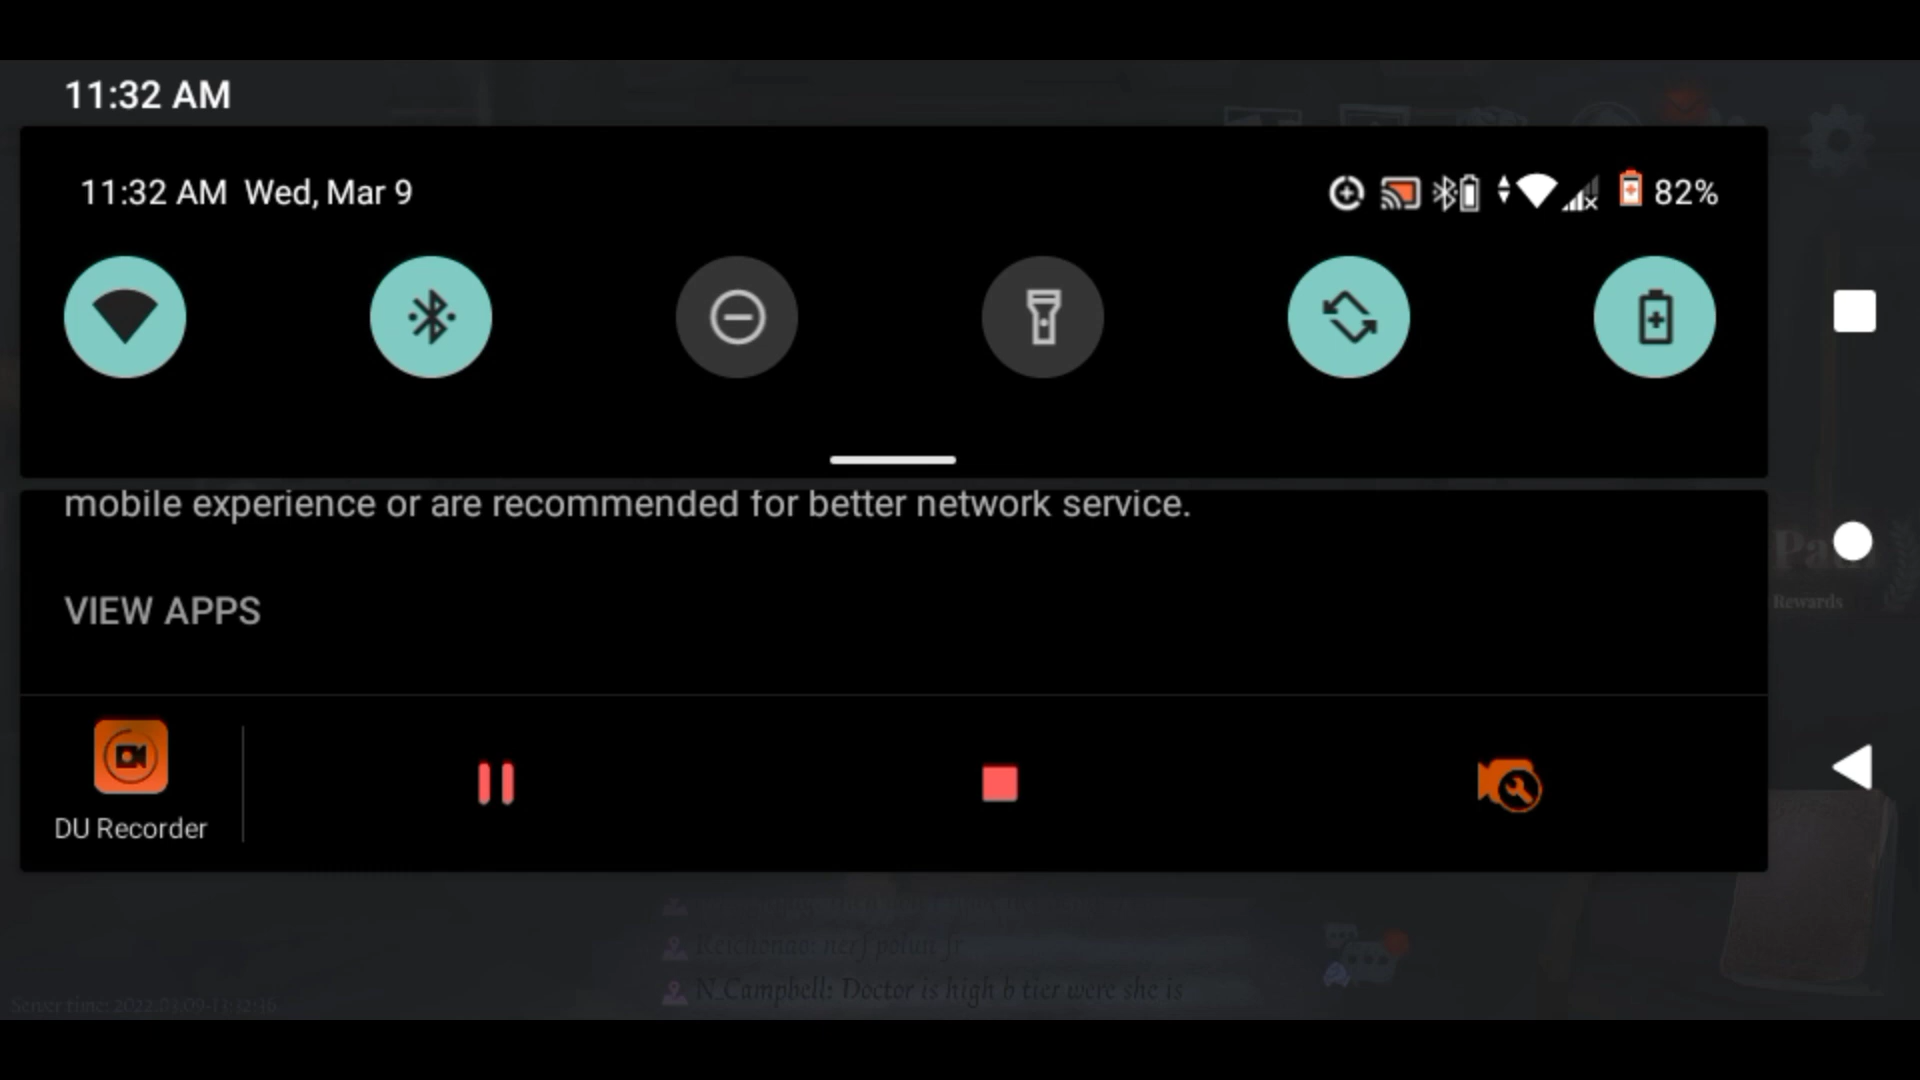 11:32 AM
11:32 AM Wed, Mar 9
82%
mobile experience or are recommended for better network service.
VIEW APPS
Rewards
DU Recorder
N_Campbell: Doctor is high b tier were she is